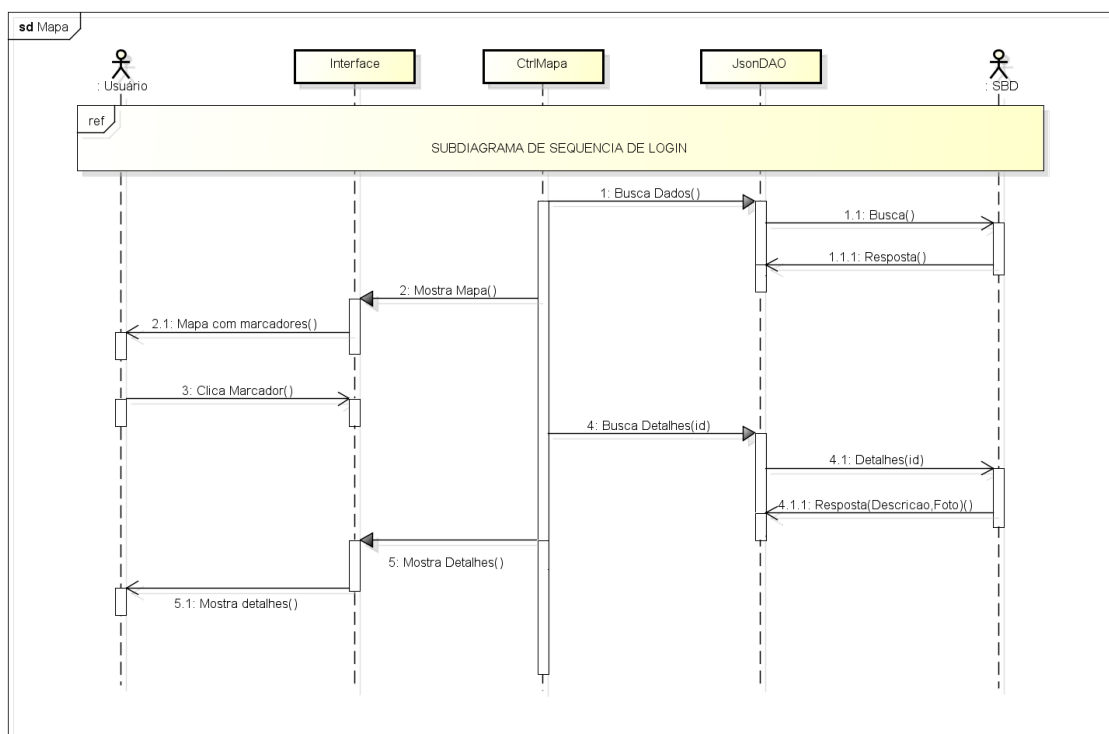 sd Mapa
: Usuário
Interface
CtrlMapa
JsonDAO
: SBD
ref
SUBDIAGRAMA DE SEQUENCIA DE LOGIN
1: Busca Dados()
1.1: Busca()
1.1.1: Resposta()
2: Mostra Mapa()
2.1: Mapa com marcadores()
3: Clica Marcador()
4: Busca Detalhes(id)
4.1: Detalhes(id)
4.1.1: Resposta(Descricao,Foto)()
5: Mostra Detalhes()
5.1: Mostra detalhes()